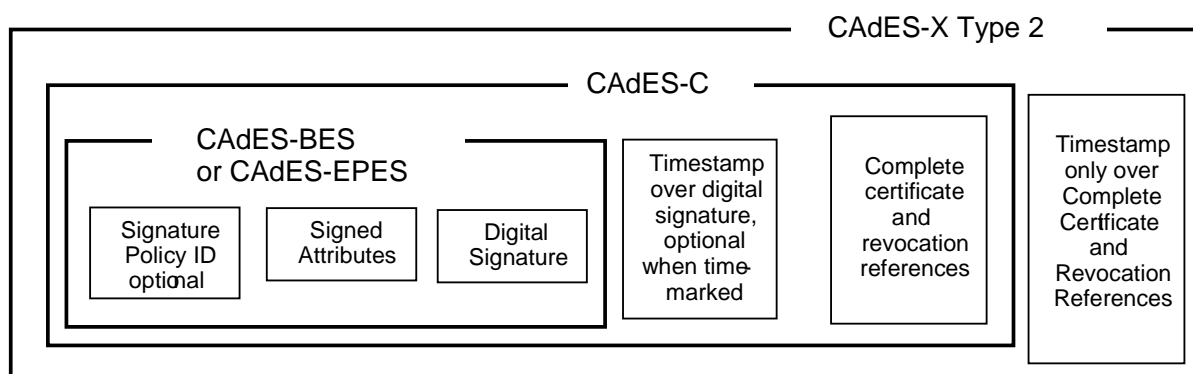 CAdES-X Type 2
CAdES-C
CAdES-BES
or CAdES-EPES
Signature
Policy ID
optional
Signed
Attributes
Digital
Signature
Timestamp
over digital
signature,
optional
when time-
marked
Complete
certificate
and
revocation
references
Timestamp
only over
Complete
Certificate
and
Revocation
References